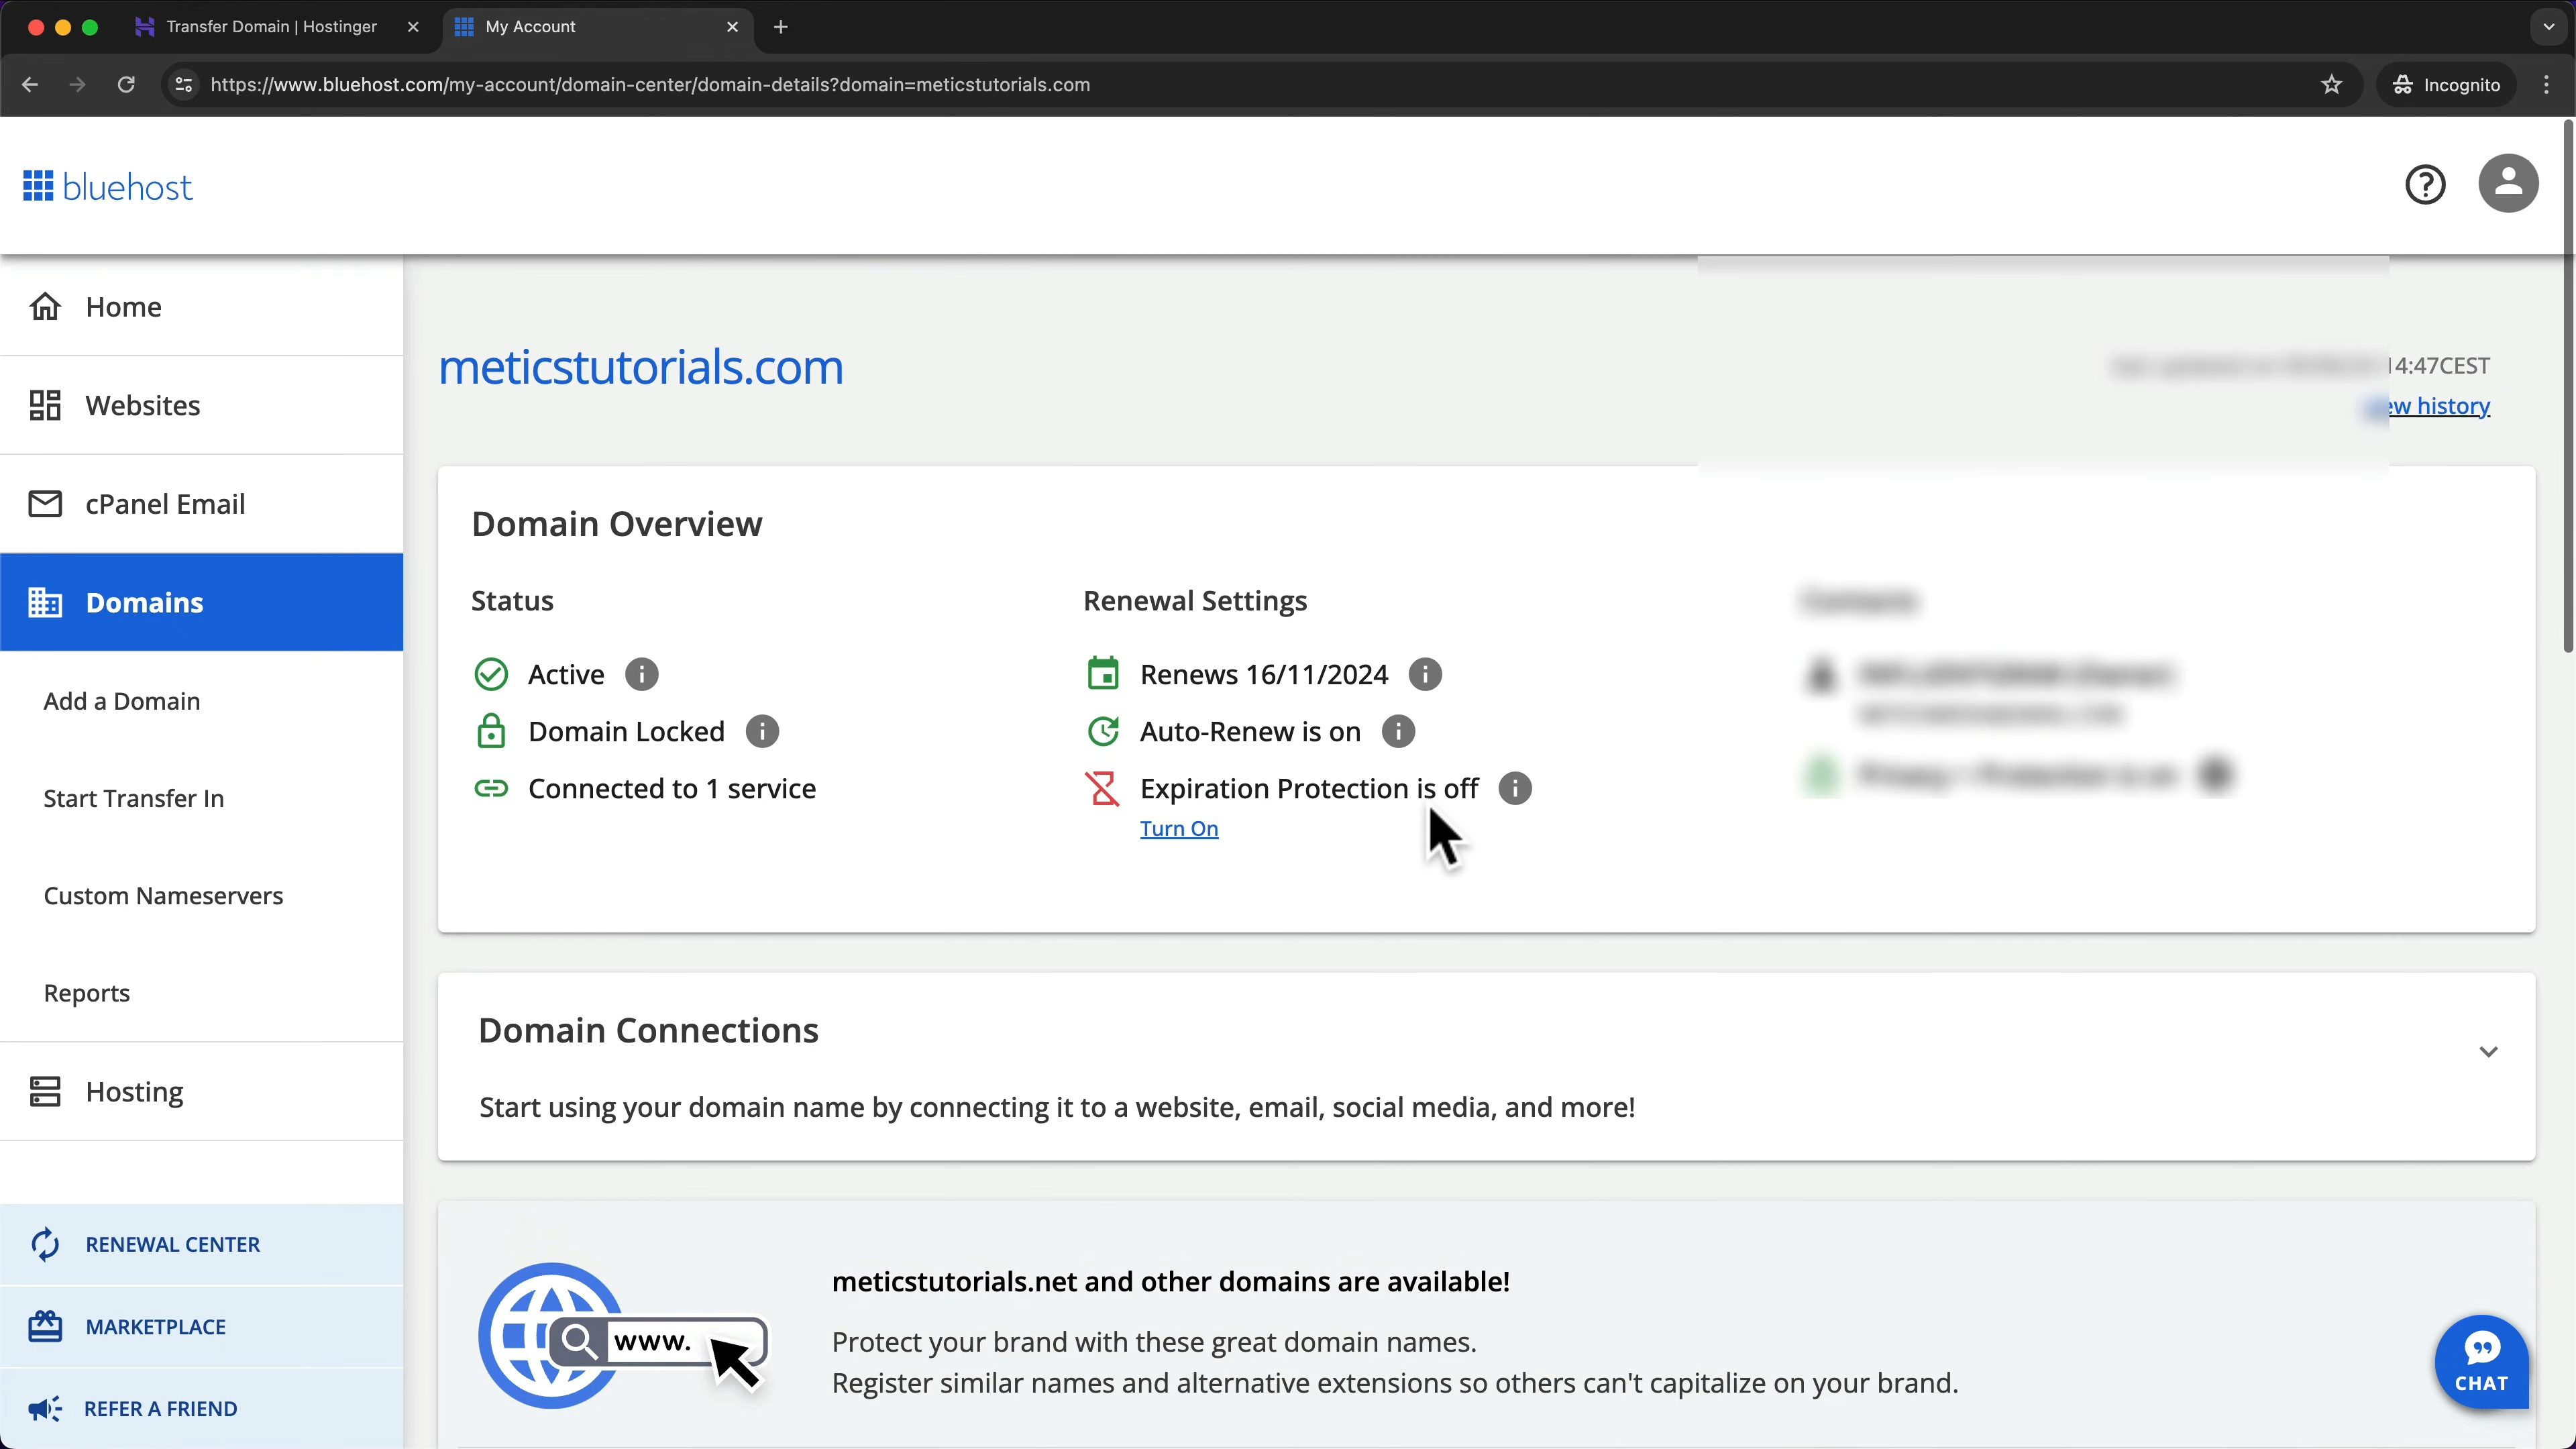 Transfer Domain | Hostinger
My Account
https://www.bluehost.com/my-account/domain-center/domain-details?domain=meticstutorials.com
Incognito
bluehost
Home
Websites
cPanel Email
Domains
Add a Domain
Start Transfer In
Custom Nameservers
Reports
Hosting
RENEWAL CENTER
MARKETPLACE
REFER A FRIEND
meticstutorials.com
14:47CEST
history
Domain Overview
Status
Active
Domain Locked
Connected to 1 service
Renewal Settings
Renews 16/11/2024
Auto-Renew is on
Expiration Protection is off
Turn On
Domain Connections
Start using your domain name by connecting it to a website, email, social media, and more!
www.
meticstutorials.net and other domains are available!
Protect your brand with these great domain names.
Register similar names and alternative extensions so others can't capitalize on your brand.
CHAT